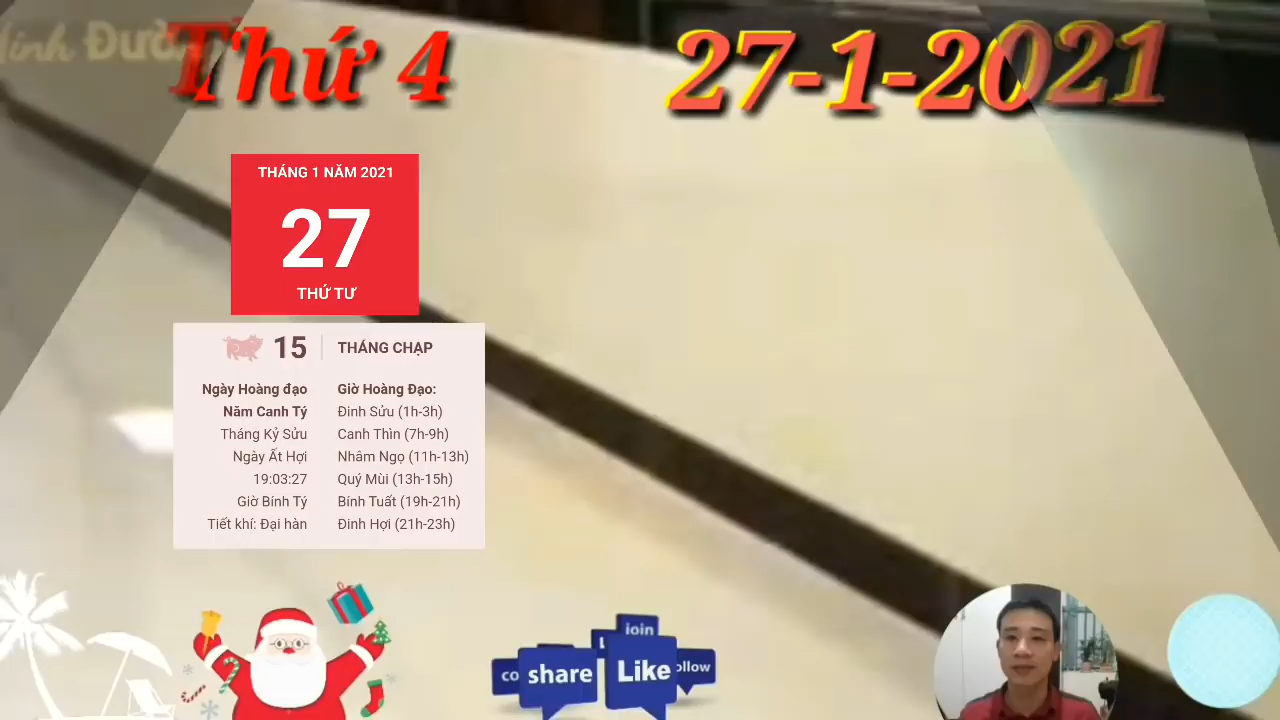 Thứ 4
27-1-2021
THÁNG 1 NĂM 2021
27
THỨ TƯ
15
THÁNG CHẠP
Ngày Hoàng đạo
Năm Canh Tý
Tháng Kỷ Sửu
Ngày Ất Hợi
19:03:27
Giờ Bính Tý
Tiết khí: Đại hàn
Giờ Hoàng Đạo:
Đinh Sửu (1h-3h)
Canh Thìn (7h-9h)
Nhâm Ngọ (11h-13h)
Quý Mùi (13h-15h)
Bính Tuất (19h-21h)
Đinh Hợi (21h-23h)
join
share
Like